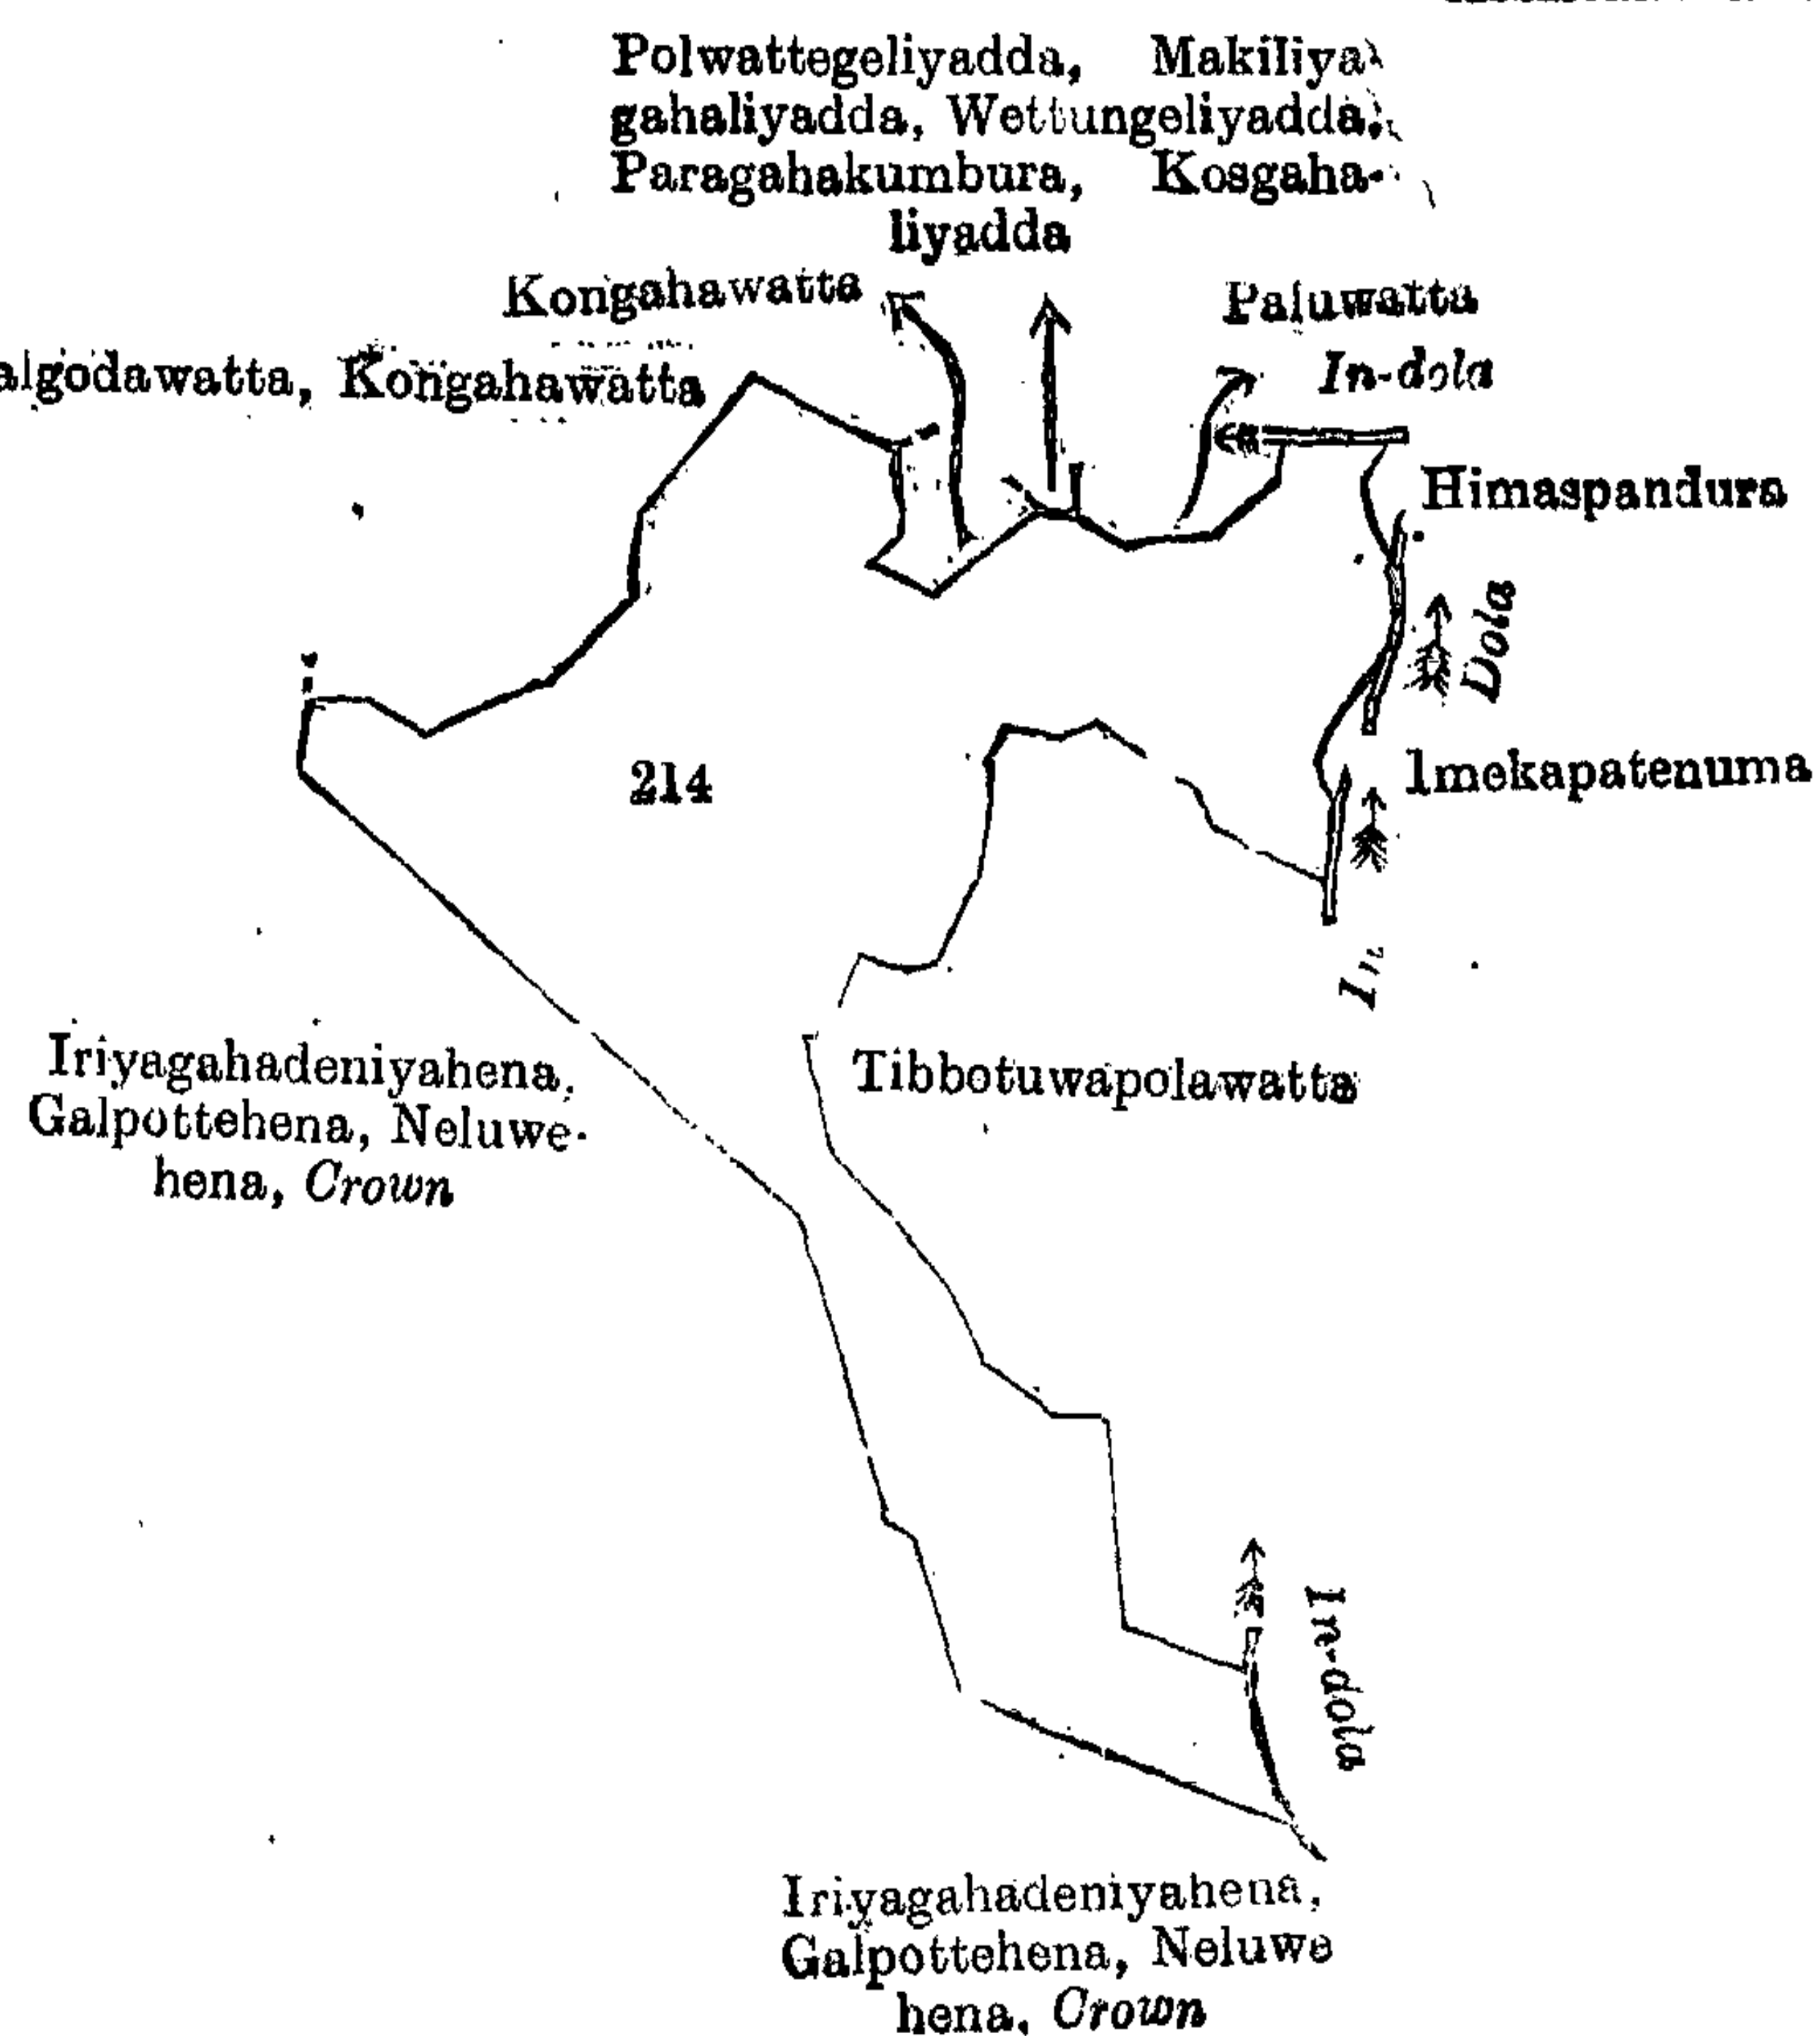 Polwattegeliyadda, Makiliya
gahaliyadda, Wettungeliyadda,
Paragahakumbura, Kosgaha-
liyadda
Kongahawatta
Paluwatta
algodawatta, Kongahawatta
In-dola
Himaspandura
Dola
214
Imekapatenuma
In
Iriyagahadeniyahena,
Galpottehena, Neluwe-
hena, Crown
Tibbotuwapolawatta
In-dola
Iriyagahadeniyahena,
Galpottehena, Neluwe
hena, Crown